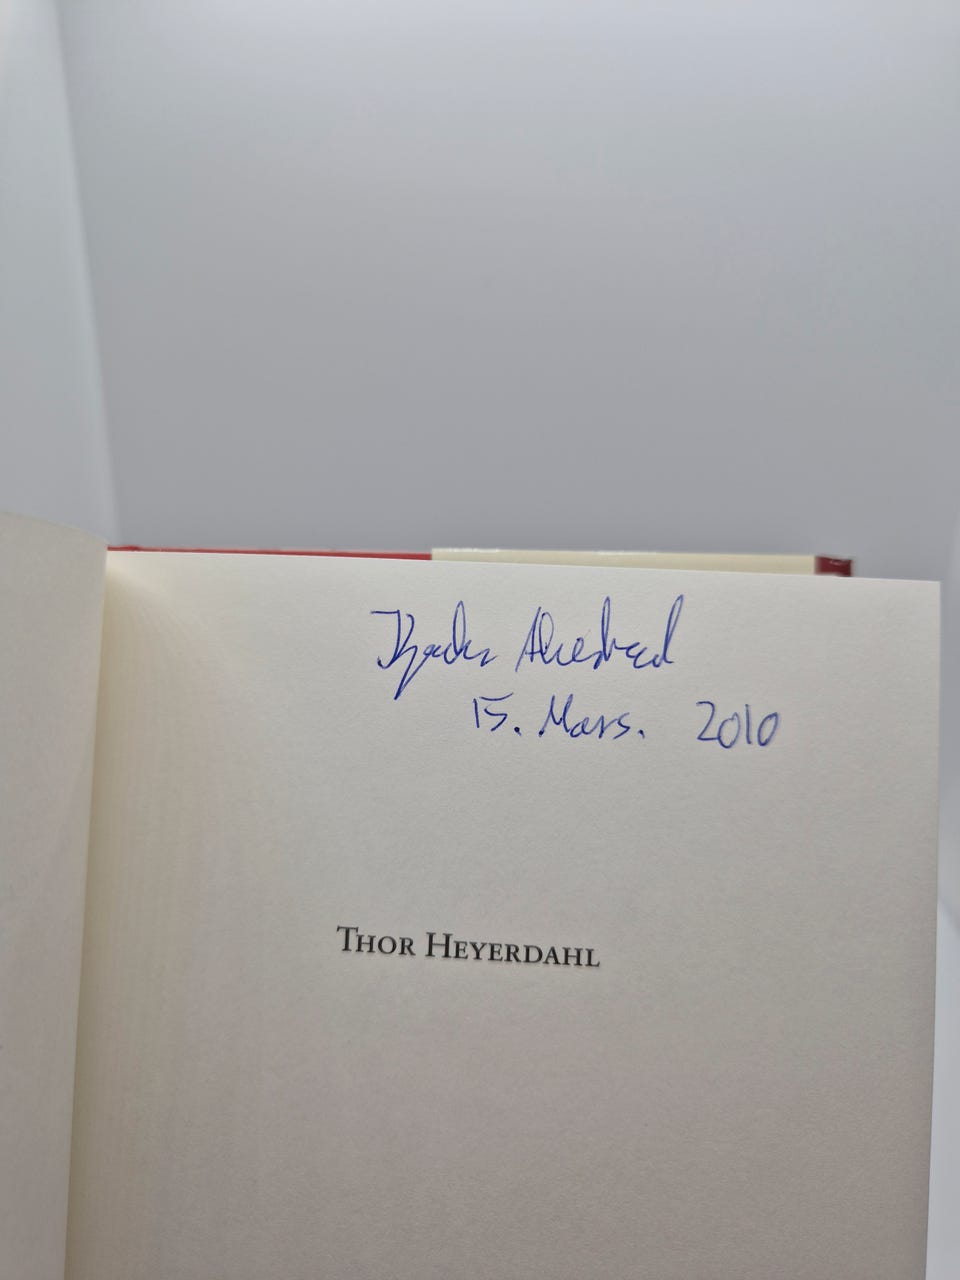 15. Mars. 2010
THOR HEYERDAHL